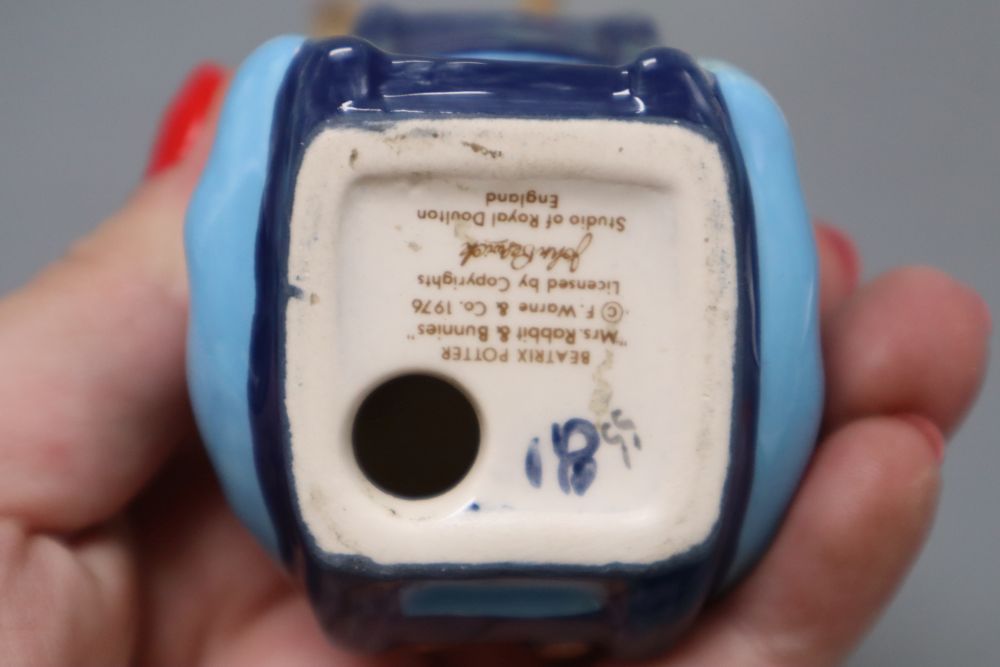 BEATRIX POTTER
"Mrs. Rabbit & Bunnies"
© F. Warne & Co. 1976
Licensed by Copyrights
John Beswick
Studio of Royal Doulton
England